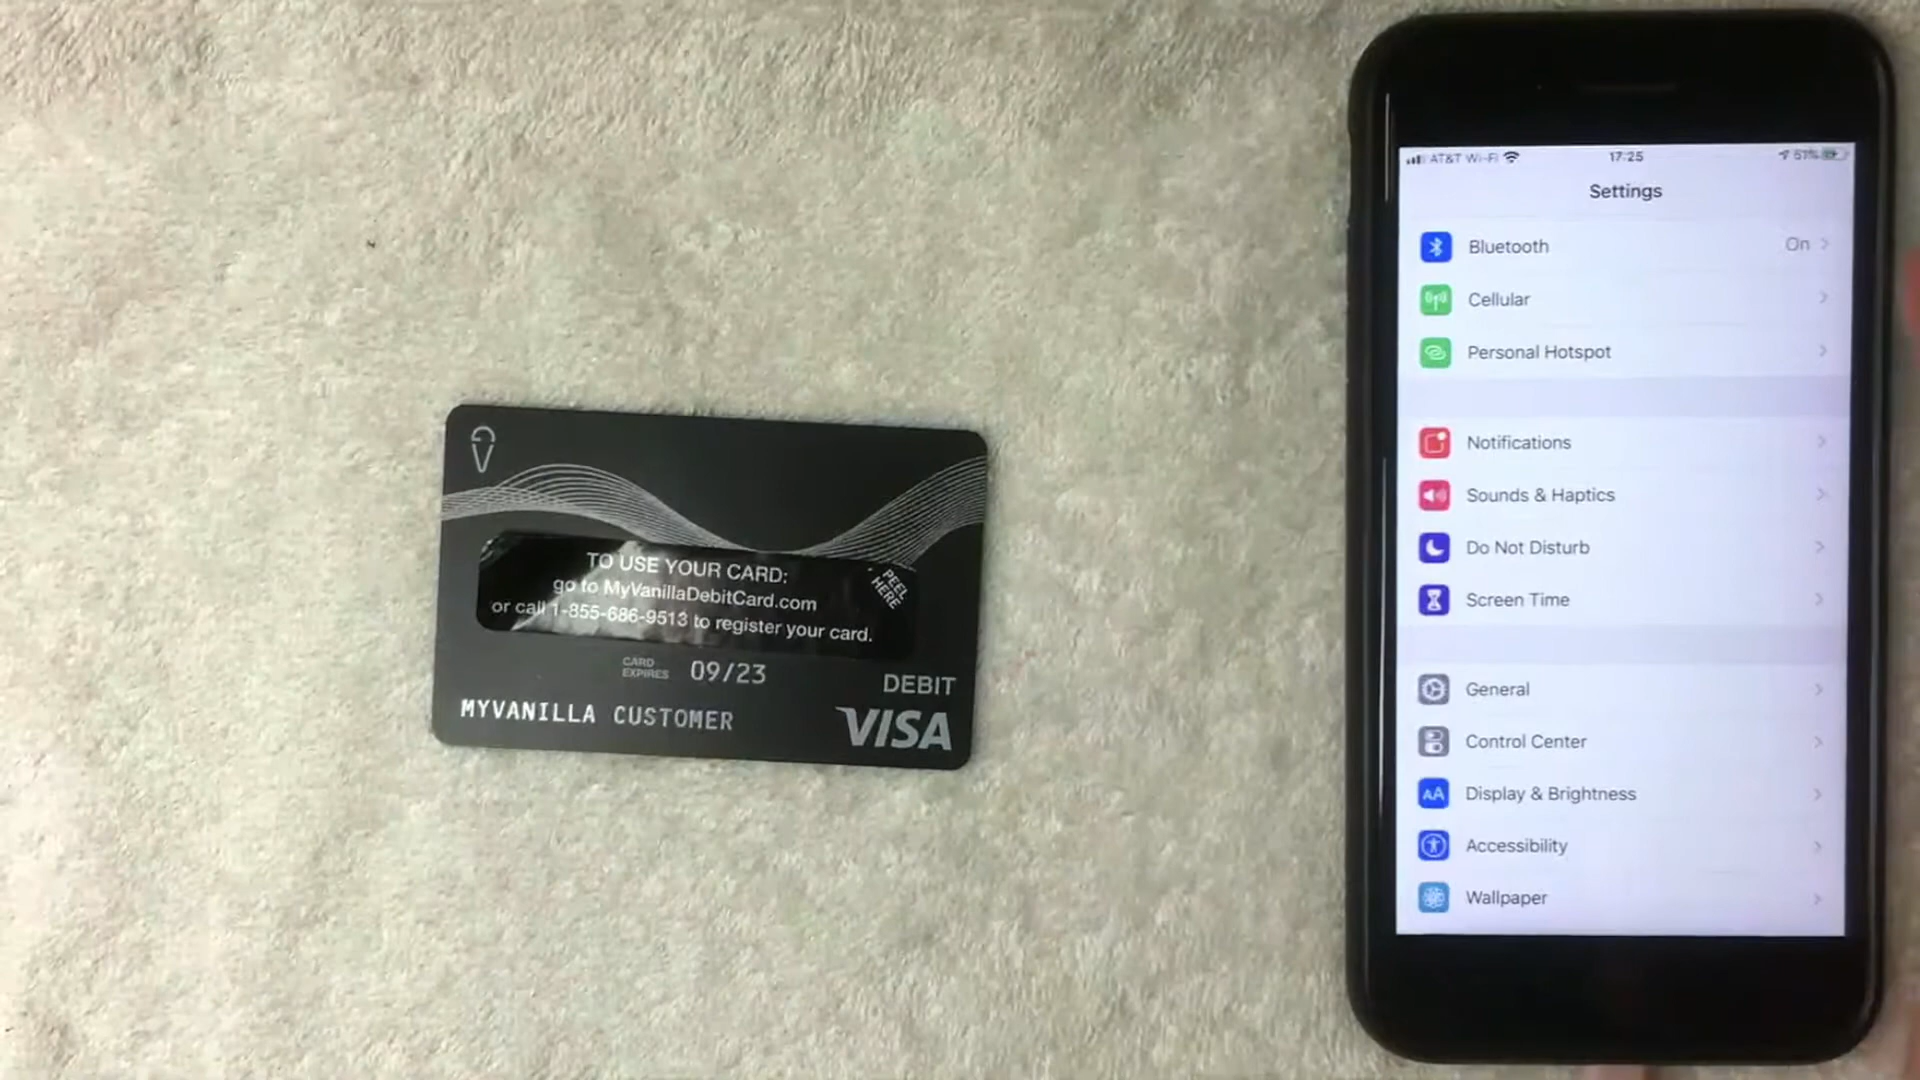 TO USE YOUR CARD:
go to MyVanillaDebitCard.com
or call 1-855-686-9513 to register your card.
PEEL
HERE
CARD
EXPIRES
09/23
DEBIT
MYVANILLA CUSTOMER
VISA
AT&T Wi-Fi 17:25 51%
Settings
Bluetooth On
Cellular
Personal Hotspot
Notifications
Sounds & Haptics
Do Not Disturb
Screen Time
General
Control Center
AA Display & Brightness
Accessibility
Wallpaper